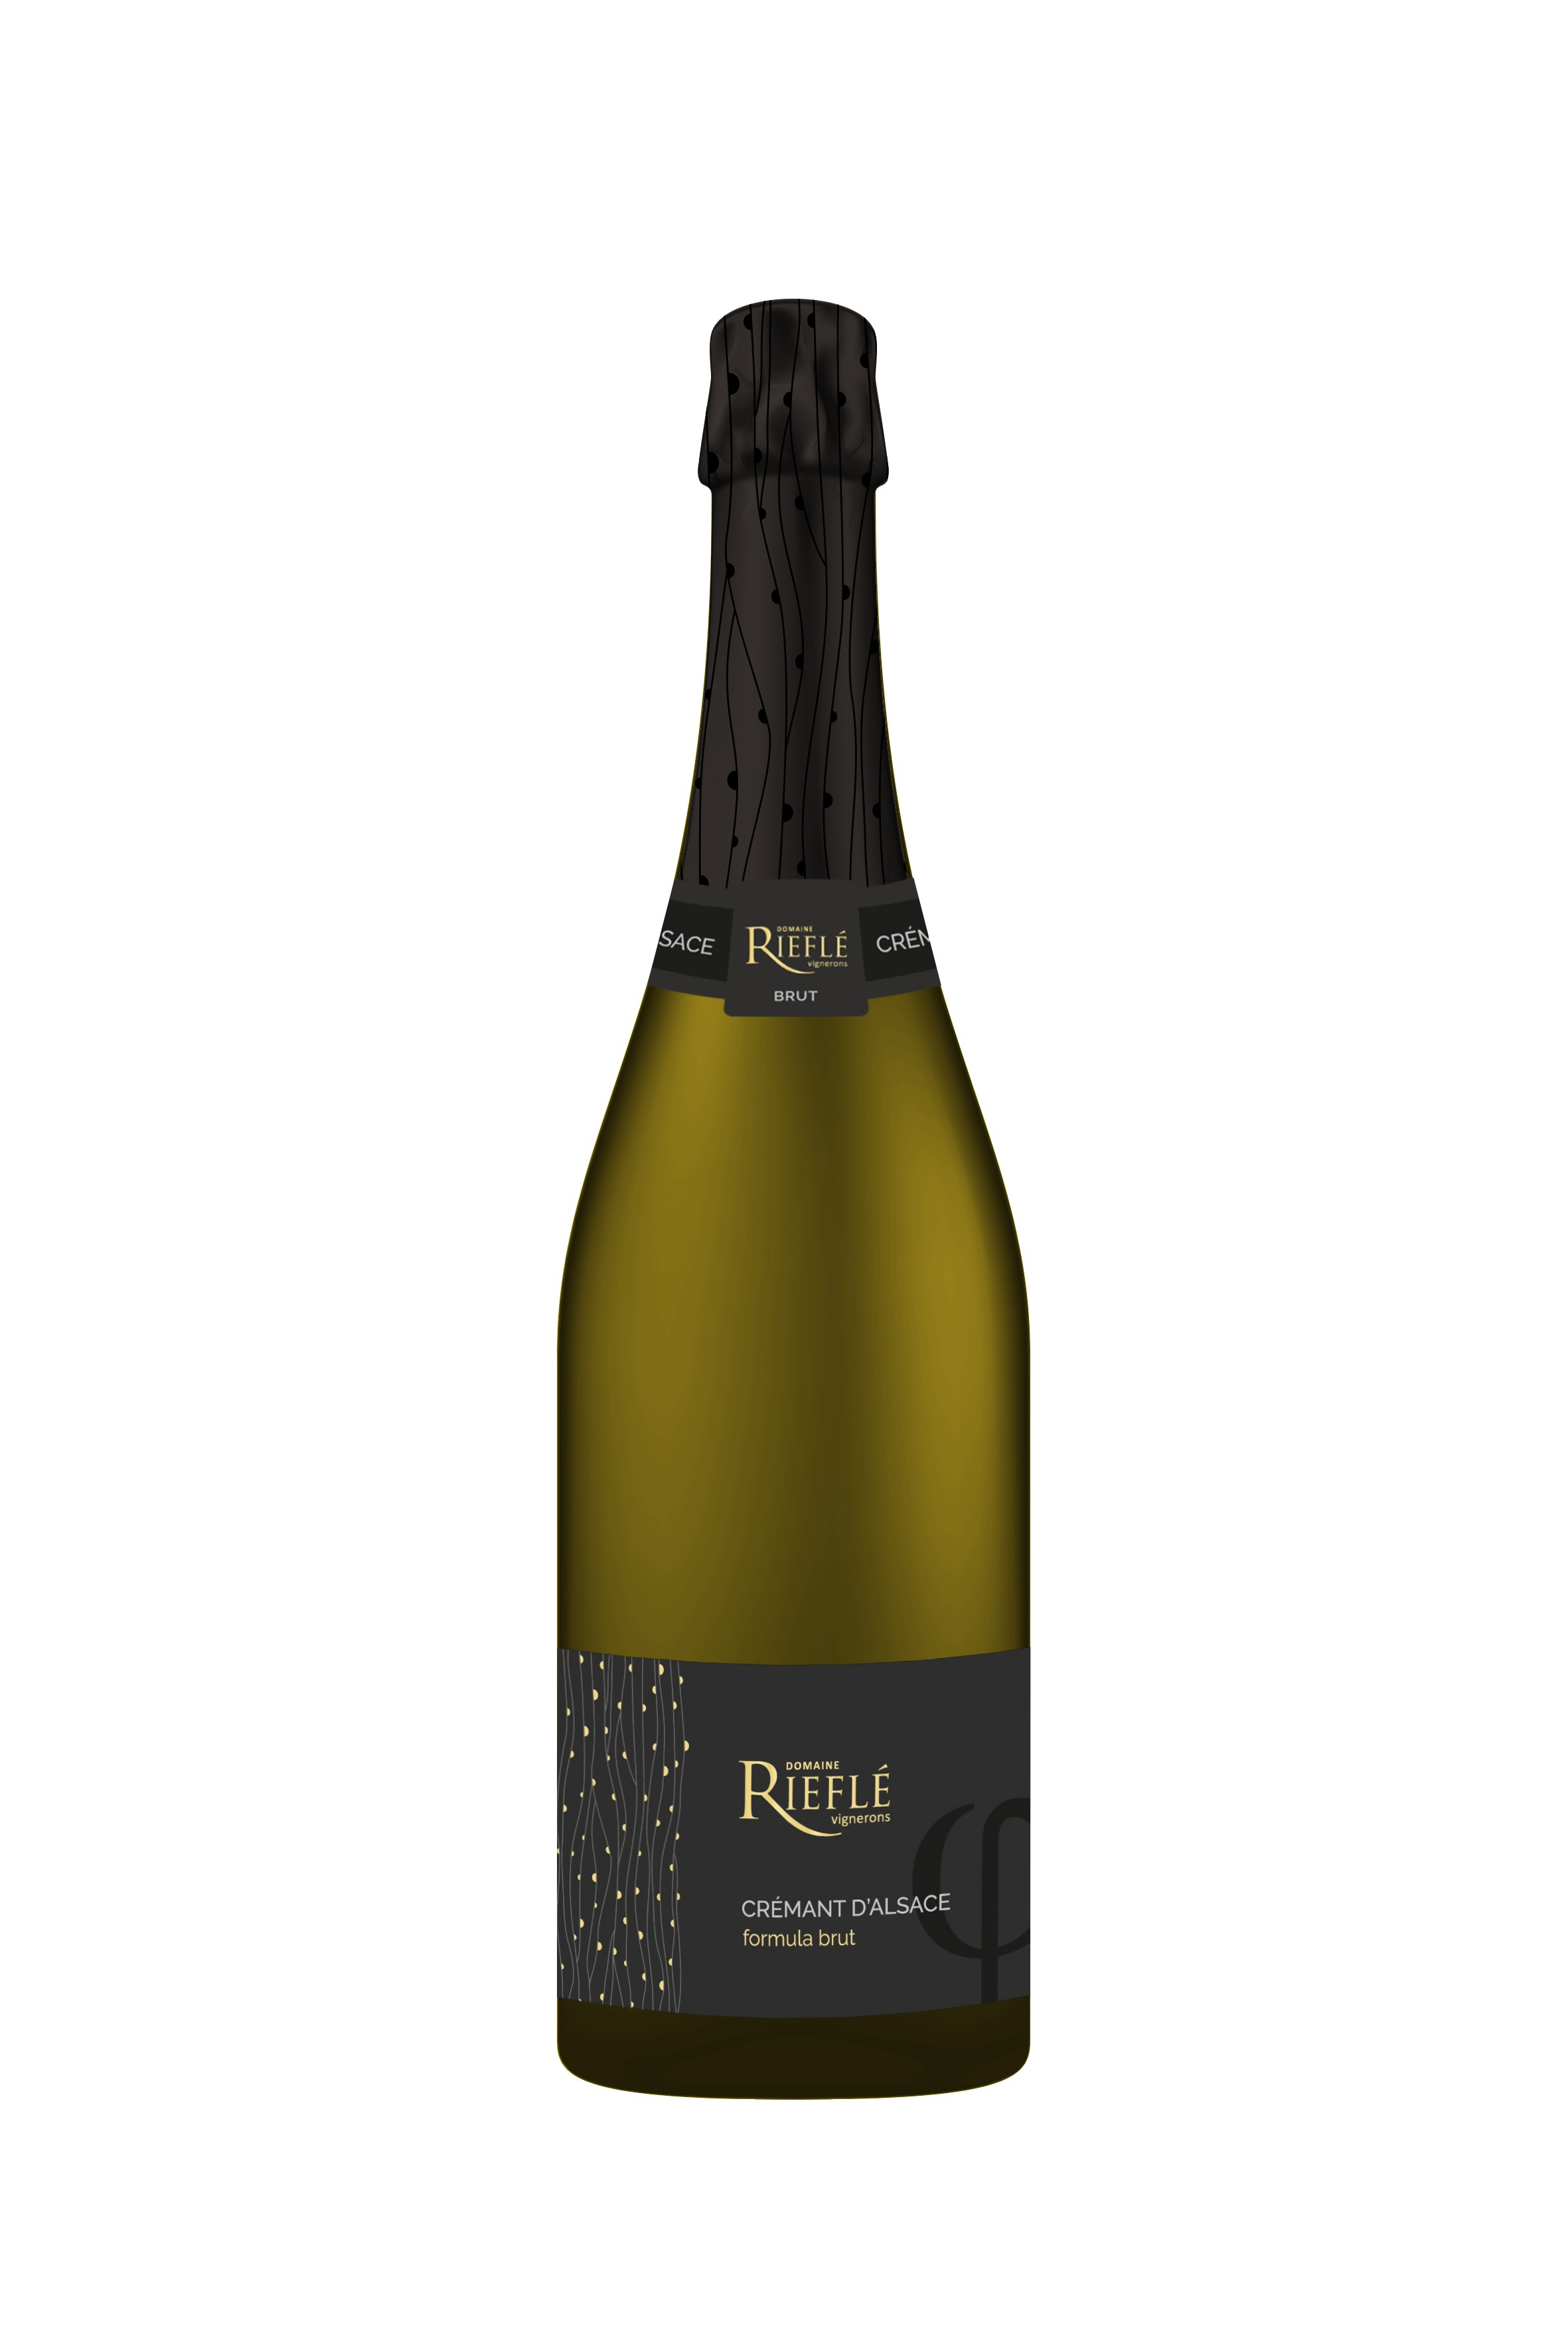 SACE
DOMAINE
RIEFLÉ
vignerons
CRÉM
BRUT
DOMAINE
RIEFLÉ
vignerons
CRÉMANT D'ALSACE
formula brut
φ